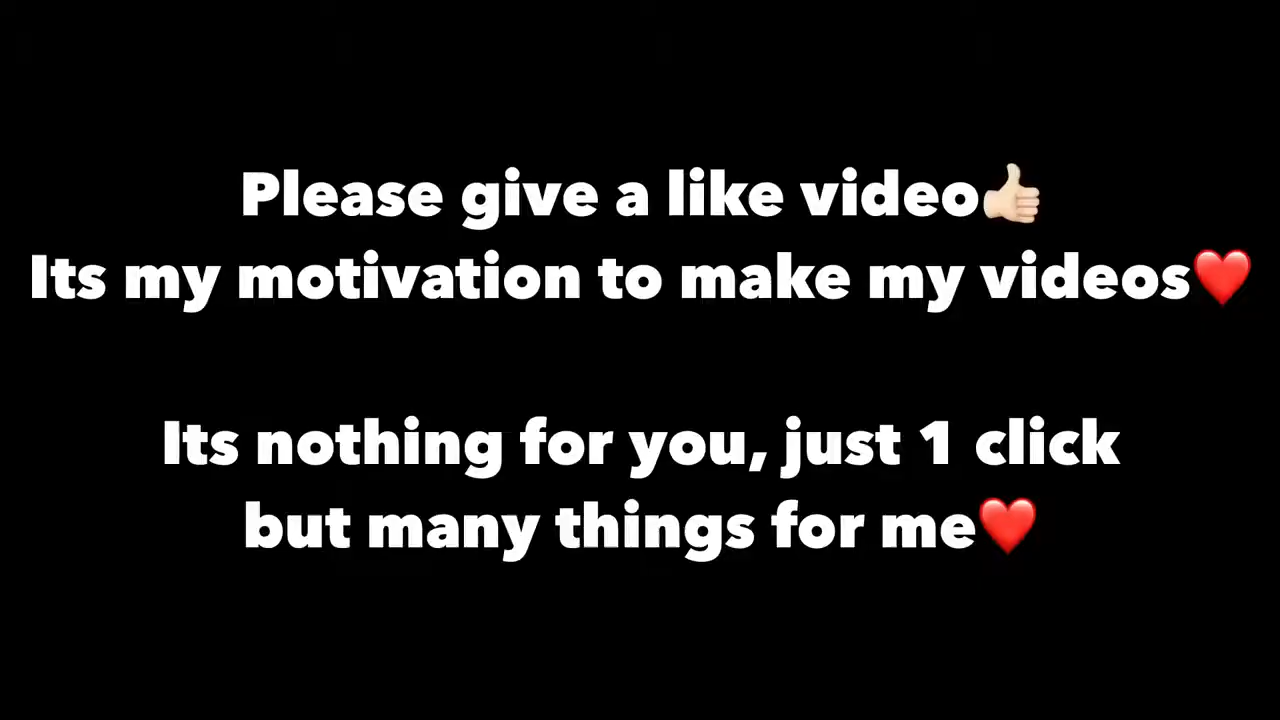 Please give a like video👍🏻
Its my motivation to make my videos❤️
Its nothing for you, just 1 click
but many things for me❤️